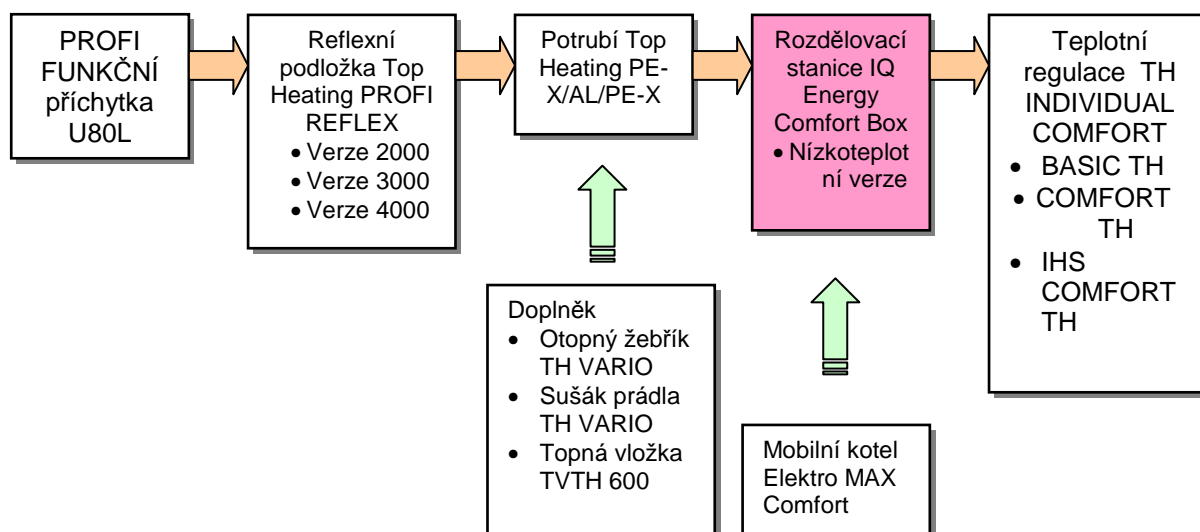 PROFI
FUNKČNÍ
příchytka
U80L
Reflexní
podložka Top
Heating PROFI
REFLEX
• Verze 2000
• Verze 3000
• Verze 4000
Potrubí Top
Heating PE-
X/AL/PE-X
Rozdělovací
stanice IQ
Energy
Comfort Box
• Nízkoteplot
ní verze
Teplotní
regulace TH
INDIVIDUAL
COMFORT
• BASIC TH
• COMFORT
TH
• IHS
COMFORT
TH
Doplněk
• Otopný žebřík
TH VARIO
• Sušák prádla
TH VARIO
• Topná vložka
TVTH 600
Mobilní kotel
Elektro MAX
Comfort